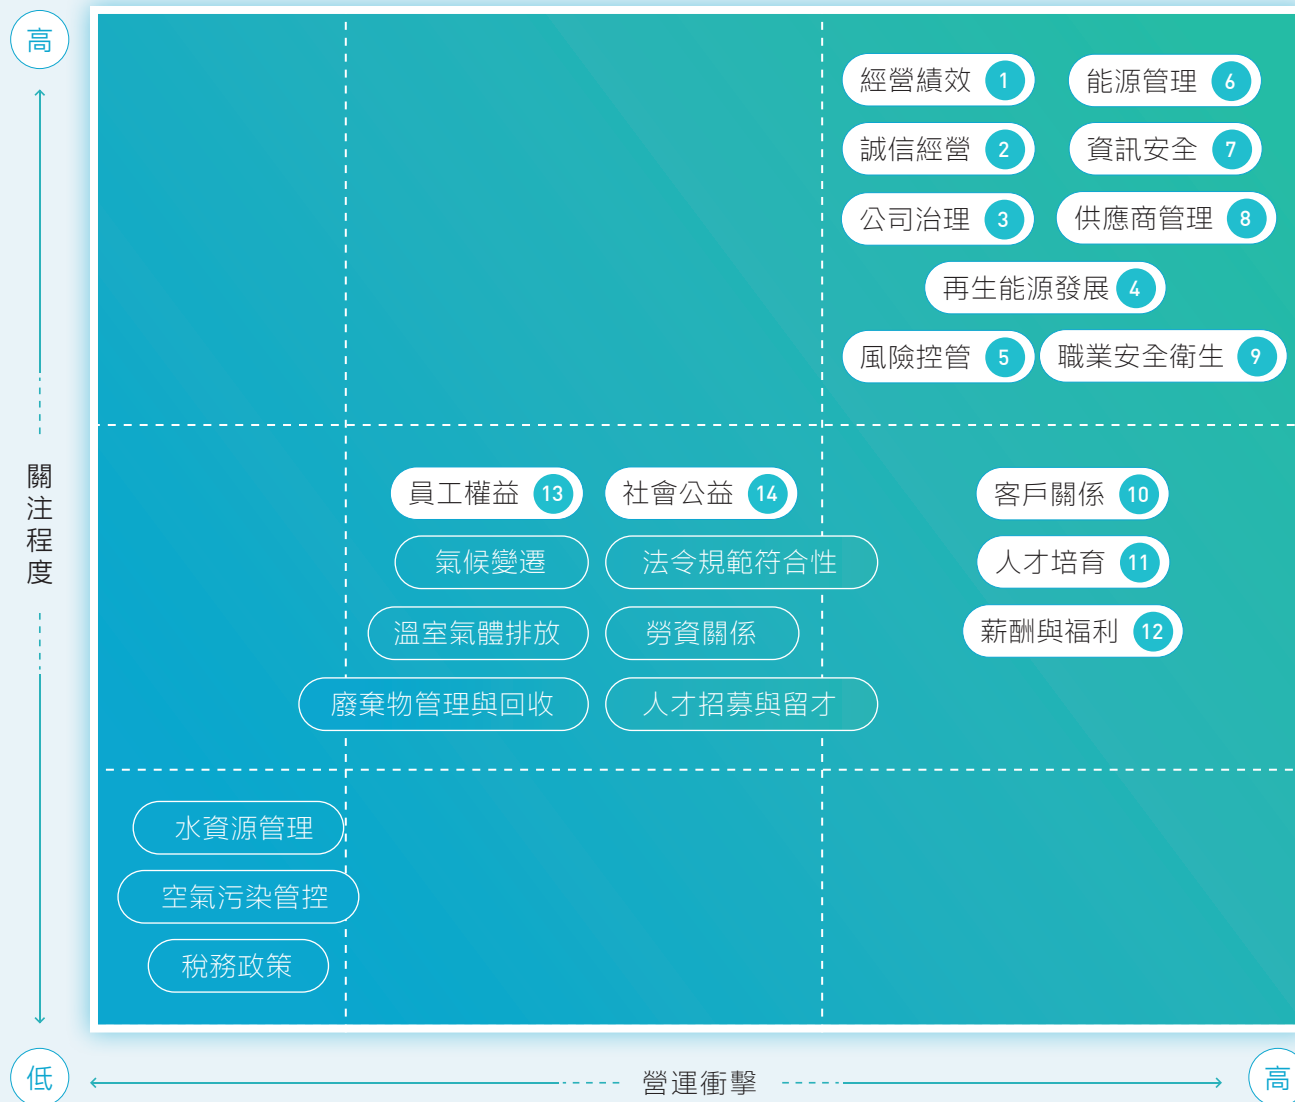 高
經營績效 1 能源管理 6
誠信經營 2 資訊安全 7
公司治理 3 供應商管理 8
再生能源發展 4
風險控管 5 職業安全衛生 9
關注程度
員工權益 13 社會公益 14 客戶關係 10
氣候變遷 法令規範符合性 人才培育 11
溫室氣體排放 勞資關係 薪酬與福利 12
廢棄物管理與回收 人才招募與留才
水資源管理
空氣污染管控
稅務政策
低 營運衝擊 高